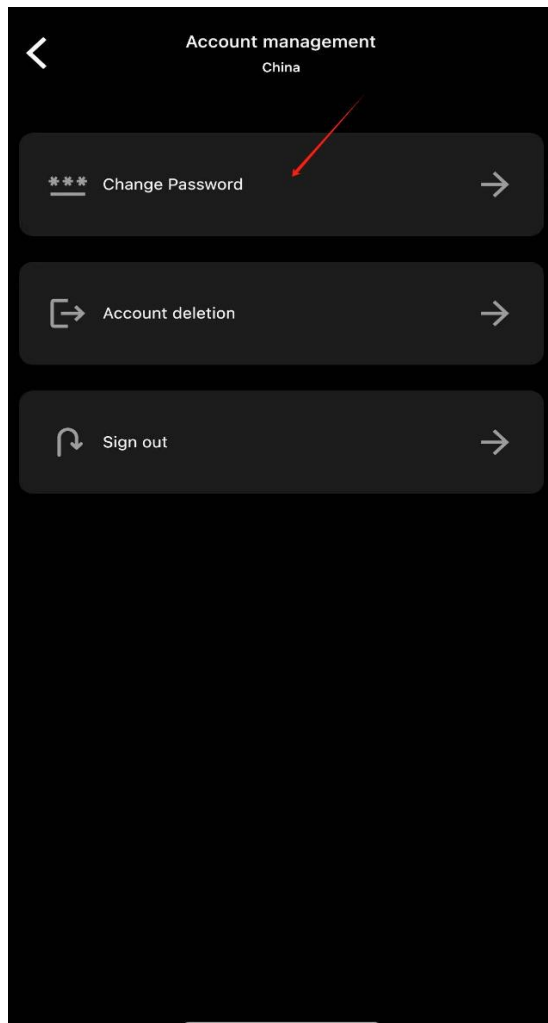 Account management
China
*** Change Password
Account deletion
Sign out